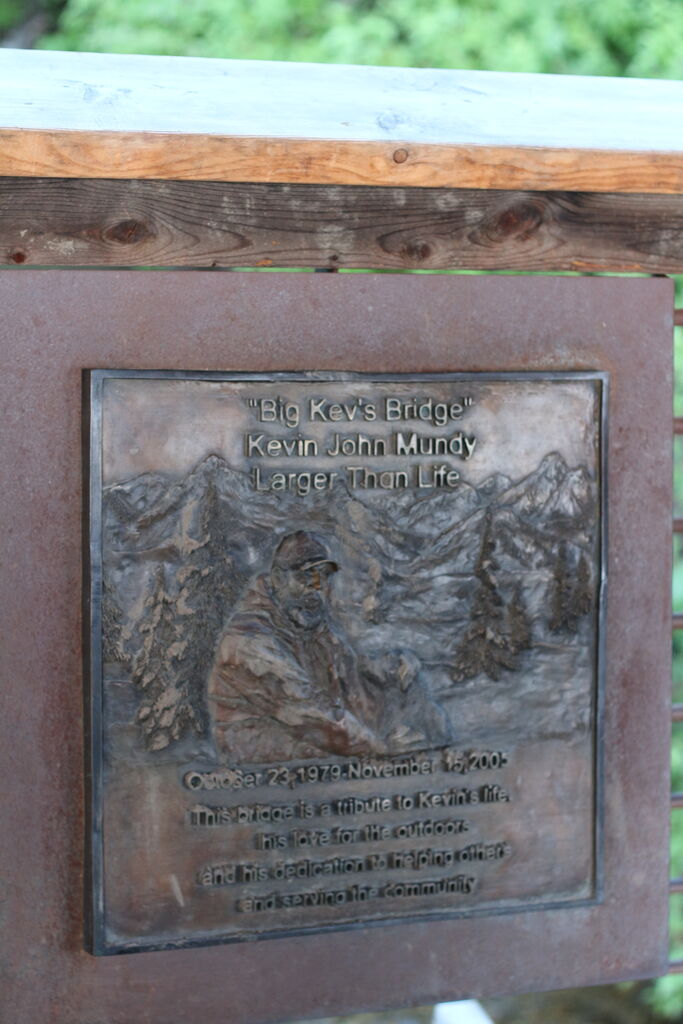 "Big Kev's Bridge"
Kevin John Mundy
Larger Than Life
October 23, 1979-November 15, 2005
This bridge is a tribute to Kevin's life,
his love for the outdoors
and his dedication to helping others
and serving the community